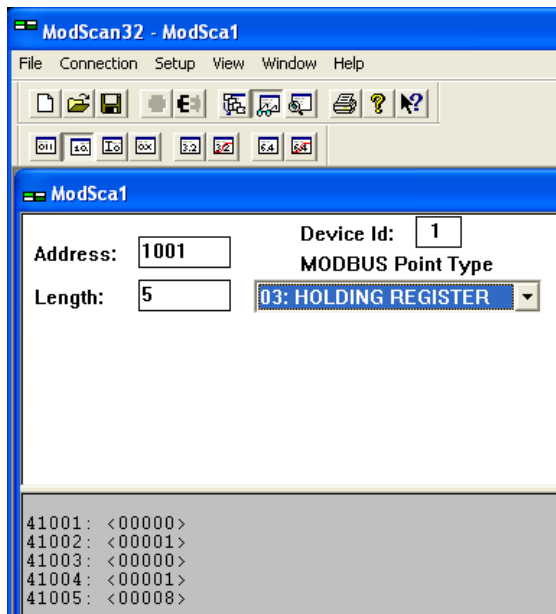 ModScan32 - ModSca1
File Connection Setup View Window Help
ModSca1
Address: 1001
Device Id: 1
MODBUS Point Type
Length: 5
03: HOLDING REGISTER
41001: <00000>
41002: <00001>
41003: <00000>
41004: <00001>
41005: <00008>